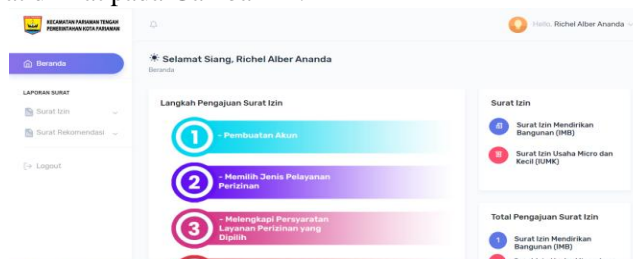 KECAMATAN PARIAMAN TENGAH
PEMERINTAHAN KOTA PARIAMAN
Hello, Richel Alber Ananda
Beranda
Selamat Siang, Richel Alber Ananda
Beranda
LAPORAN SURAT
Surat Izin
Surat Rekomendasi
Logout
Langkah Pengajuan Surat Izin
1
- Pembuatan Akun
2
- Memilih Jenis Pelayanan
Perizinan
3
- Melengkapi Persyaratan
Layanan Perizinan yang
Dipilih
Surat Izin
Surat Izin Mendirikan
Bangunan (IMB)
Surat Izin Usaha Micro dan
Kecil (IUMK)
Total Pengajuan Surat Izin
1
Surat Izin Mendirikan
Bangunan (IMB)